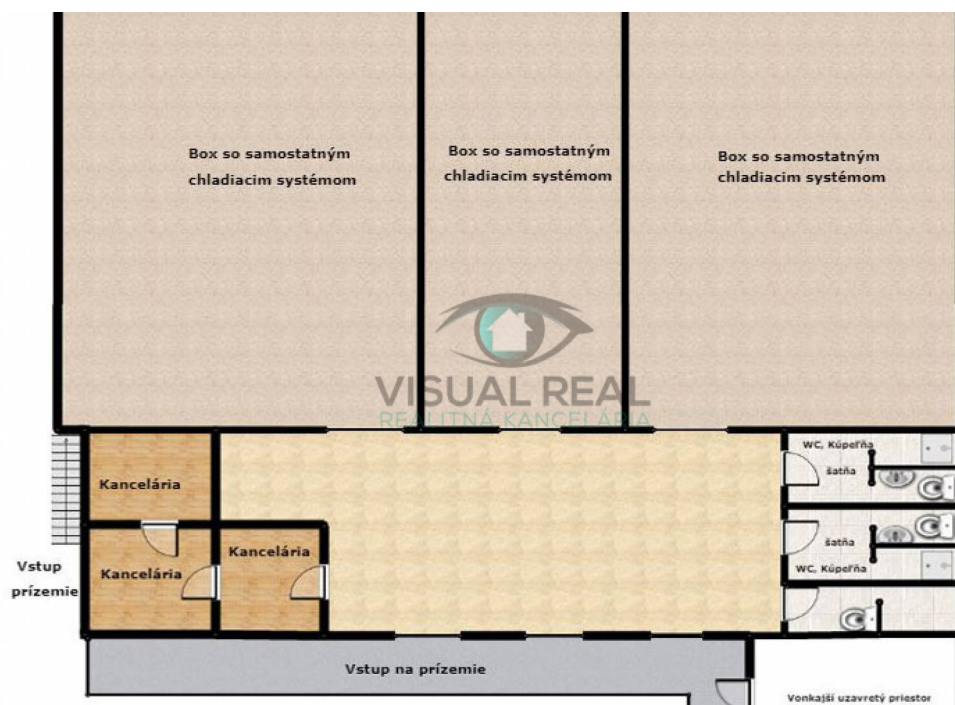 Box so samostatným
chladiacim systémom
Box so samostatným
chladiacim systémom
Box so samostatným
chladiacim systémom
VISUAL REAL
REALITNÁ KANCELÁRIA
WC, Kúpeľňa
šatňa
Kancelária
Kancelária
Kancelária
šatňa
WC, Kúpeľňa
Vstup
prízemie
Vstup na prízemie
Vonkajší uzavretý priestor